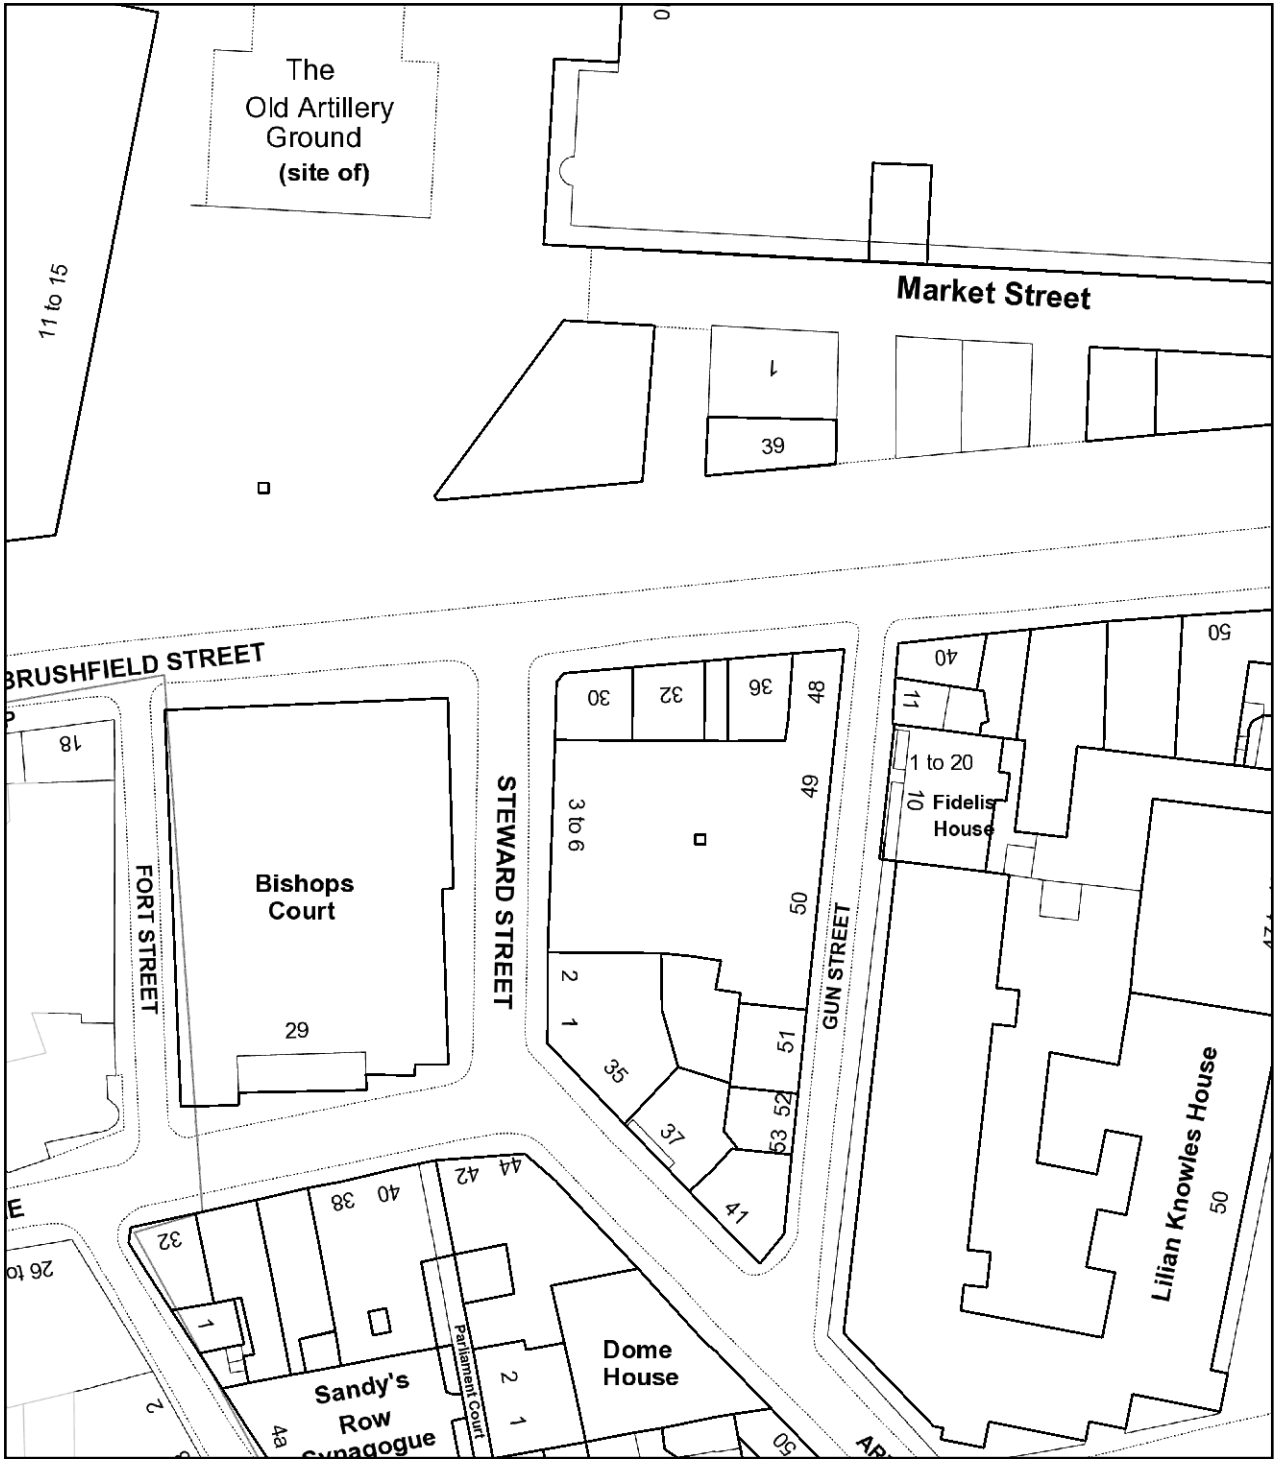 0
The
Old Artillery
Ground
(site of)
11 to 15
Market Street
1
39
BRUSHFIELD STREET
50
40
11
30
32
36
48
18
1 to 20
10
Fidelis
House
49
3 to 6
STEWARD STREET
FORT STREET
Bishops
Court
50
GUN STREET
2
1
29
51
35
52
53
37
41
Lilian Knowles House
50
44
42
40
38
32
E
26 to
1
Parliament Court
Dome
House
2
1
Sandy's
Row
Synagogue
4a
2
50